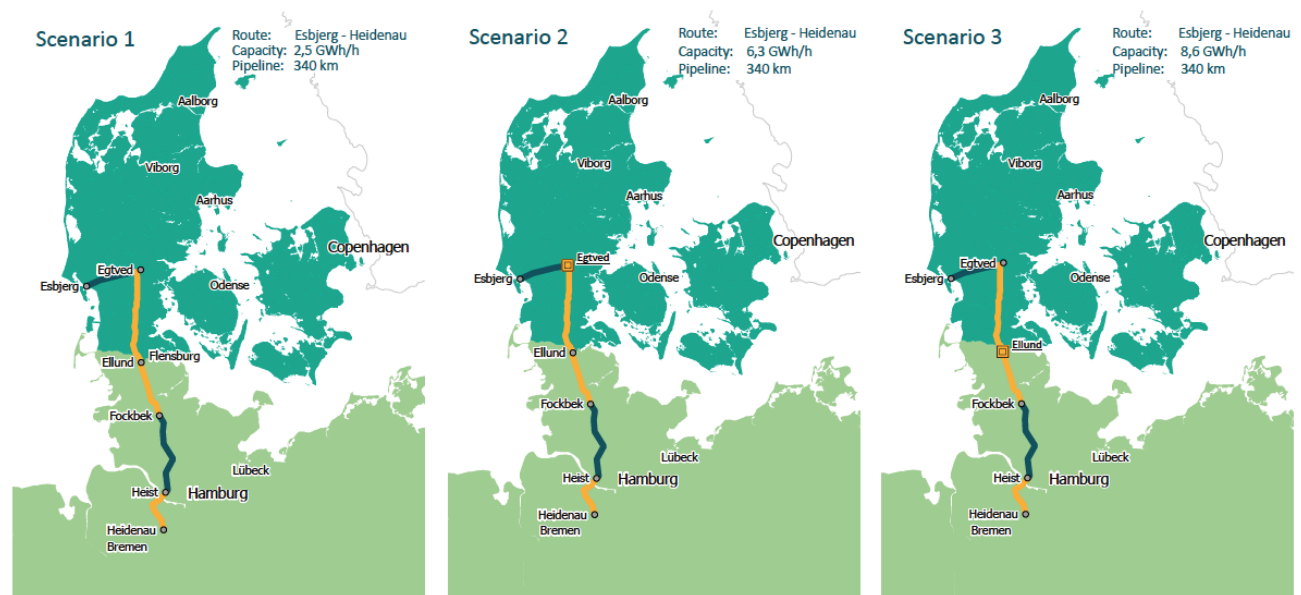 Scenario 1
Route: Esbjerg - Heidenau
Capacity: 2,5 GWh/h
Pipeline: 340 km
Aalborg
Viborg
Aarhus
Copenhagen
Egtved
Esbjerg
Odense
Flensburg
Ellund
Fockbek
Lübeck
Heist
Hamburg
Heidenau
Bremen
Scenario 2
Route: Esbjerg - Heidenau
Capacity: 6,3 GWh/h
Pipeline: 340 km
Aalborg
Viborg
Aarhus
Copenhagen
Egtved
Esbjerg
Odense
Ellund
Fockbek
Lübeck
Heist
Hamburg
Heidenau
Bremen
Scenario 3
Route: Esbjerg - Heidenau
Capacity: 8,6 GWh/h
Pipeline: 340 km
Aalborg
Viborg
Aarhus
Copenhagen
Egtved
Esbjerg
Odense
Ellund
Fockbek
Lübeck
Heist
Hamburg
Heidenau
Bremen